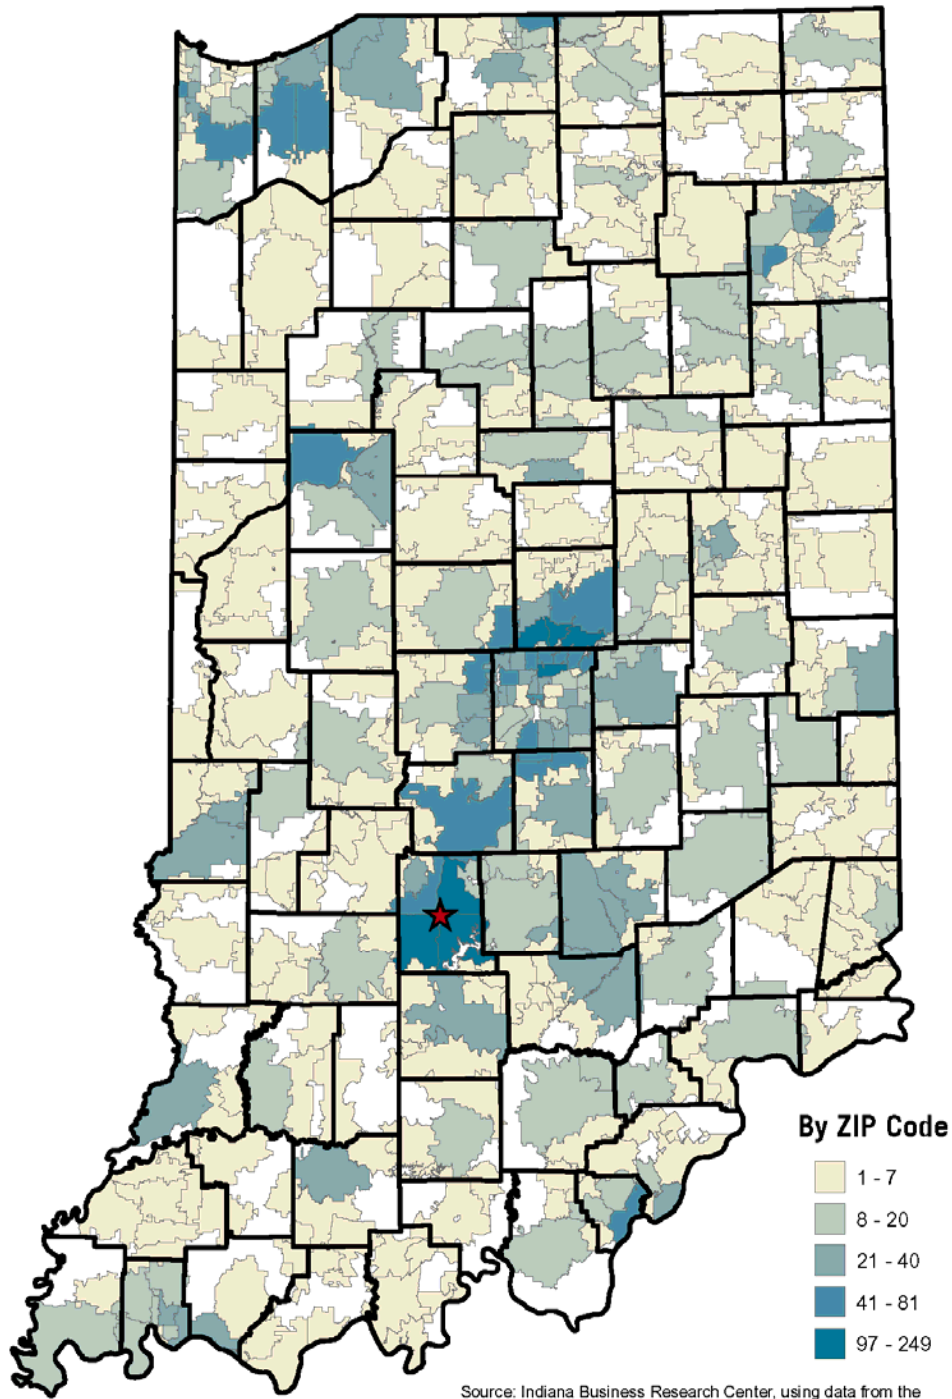 By ZIP Code
1 - 7
8 - 20
21 - 40
41 - 81
97 - 249
Source: Indiana Business Research Center, using data from the